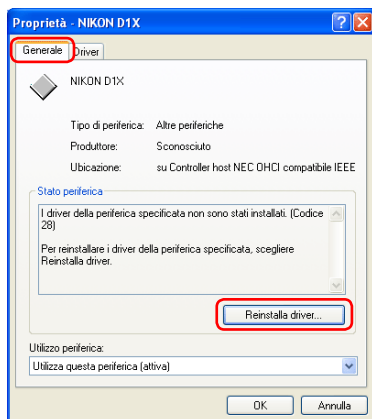 Proprietà - NIKON D1X
Generale
Driver
NIKON D1X
Tipo di periferica: Altre periferiche
Produttore: Sconosciuto
Ubicazione: su Controller host NEC OHCI compatibile IEEE
Stato periferica
I driver della periferica specificata non sono stati installati. (Codice
28)
Per reinstallare i driver della periferica specificata, scegliere
Reinstalla driver.
Reinstalla driver...
Utilizzo periferica:
Utilizza questa periferica (attiva)
OK
Annulla